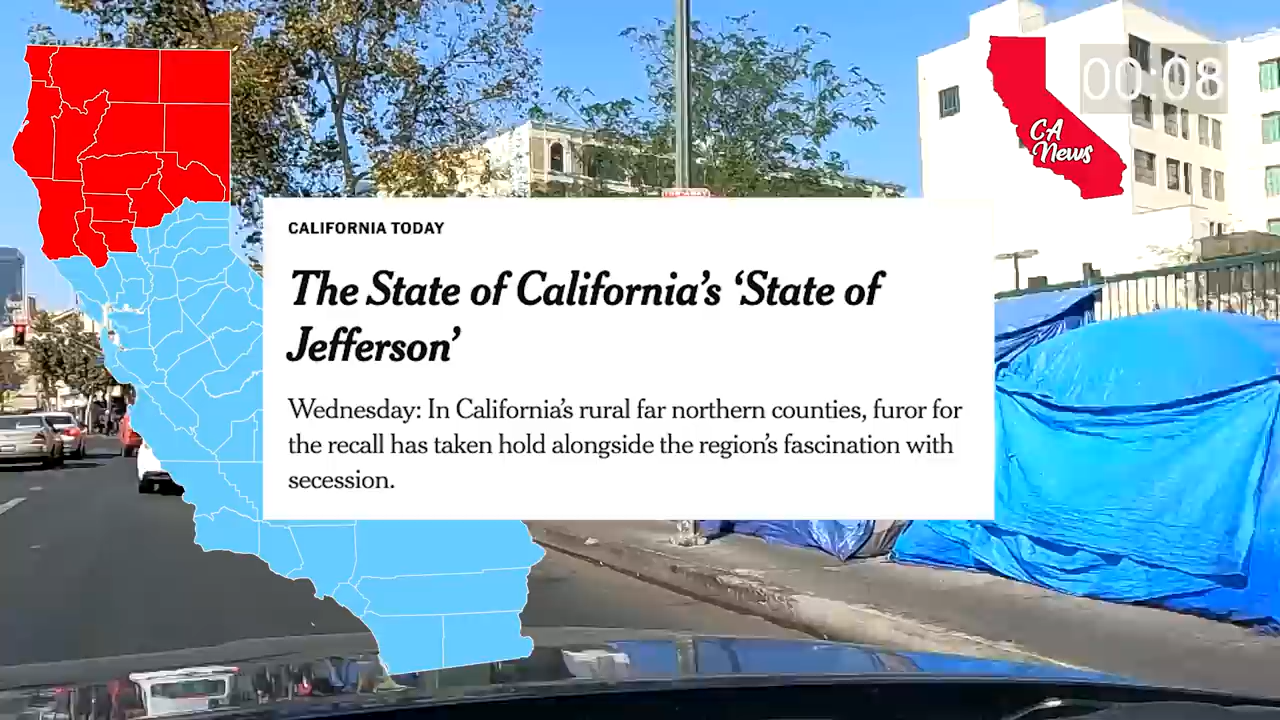 00:08
CA
News
CALIFORNIA TODAY
The State of California's ‘State of
Jefferson’
Wednesday: In California's rural far northern counties, furor for
the recall has taken hold alongside the region's fascination with
secession.